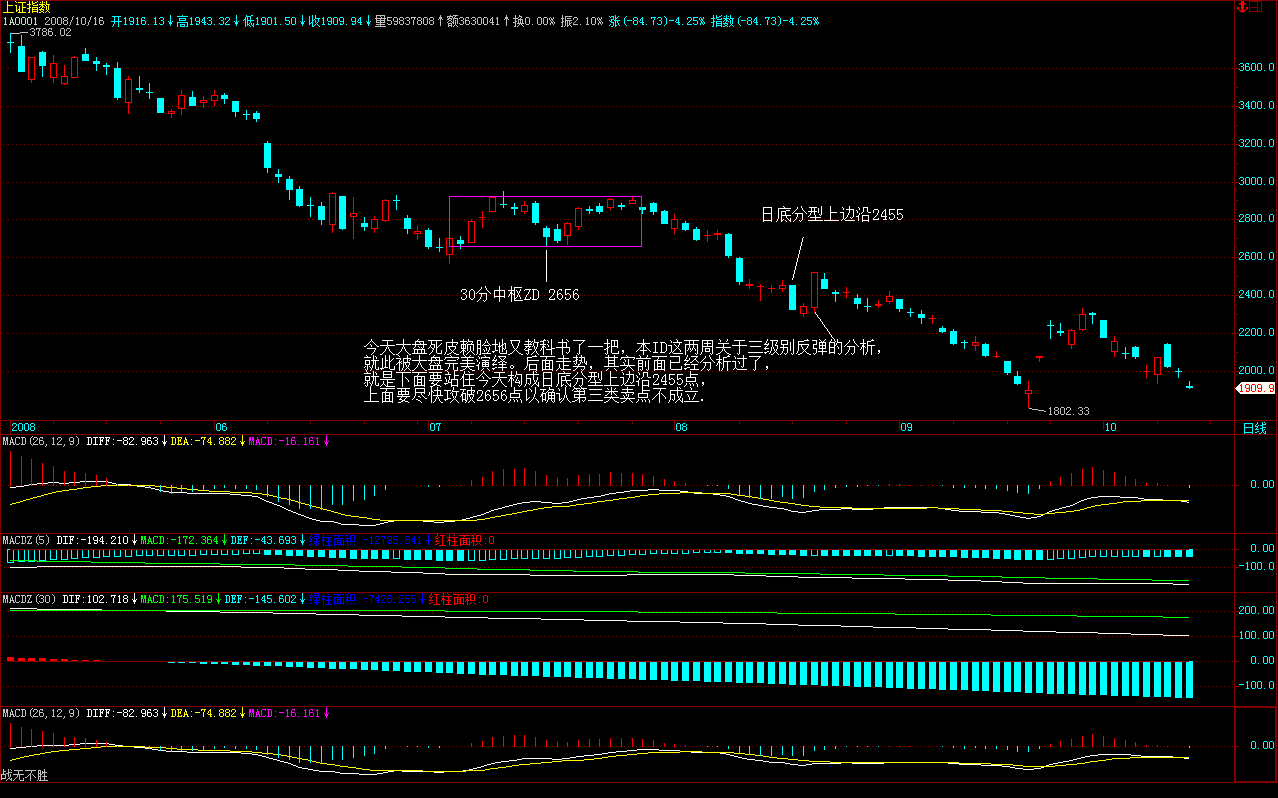 上证指数
1A0001 2008/10/16 开1916.13↓高1943.32↓低1901.50↓收1909.94↓量59837808↑额3630041↑换0.00% 振2.10% 涨(-84.73)-4.25% 指数(-84.73)-4.25%
3786.02
3600.0
3400.0
3200.0
3000.0
2800.0
日底分型上边沿2455
2600.0
30分中枢ZD 2656
2400.0
2200.0
今天大盘死皮赖脸地又教科书了一把，本ID这两周关于三级别反弹的分析，
就此被大盘完美演绎。后面走势，其实前面已经分析过了，
就是下面要站住今天构成日底分型上边沿2455点，
上面要尽快攻破2656点以确认第三类卖点不成立.
2000.0
1909.9
1802.33
2008 06 07 08 09 10 日线
MACD(26,12,9) DIFF:-82.963↓DEA:-74.882↓MACD:-16.161↓
0.00
MACDZ(5) DIF:-194.210↓MACD:-172.364↓DEF:-43.693↓绿柱面积:-12795.841↓红柱面积:0
0.00
-100.0
MACDZ(30) DIF:102.718↓MACD:175.519↓DEF:-145.602↓绿柱面积:-7426.255↓红柱面积:0
200.00
100.00
0.00
-100.0
MACD(26,12,9) DIFF:-82.963↓DEA:-74.882↓MACD:-16.161↓
0.00
战无不胜